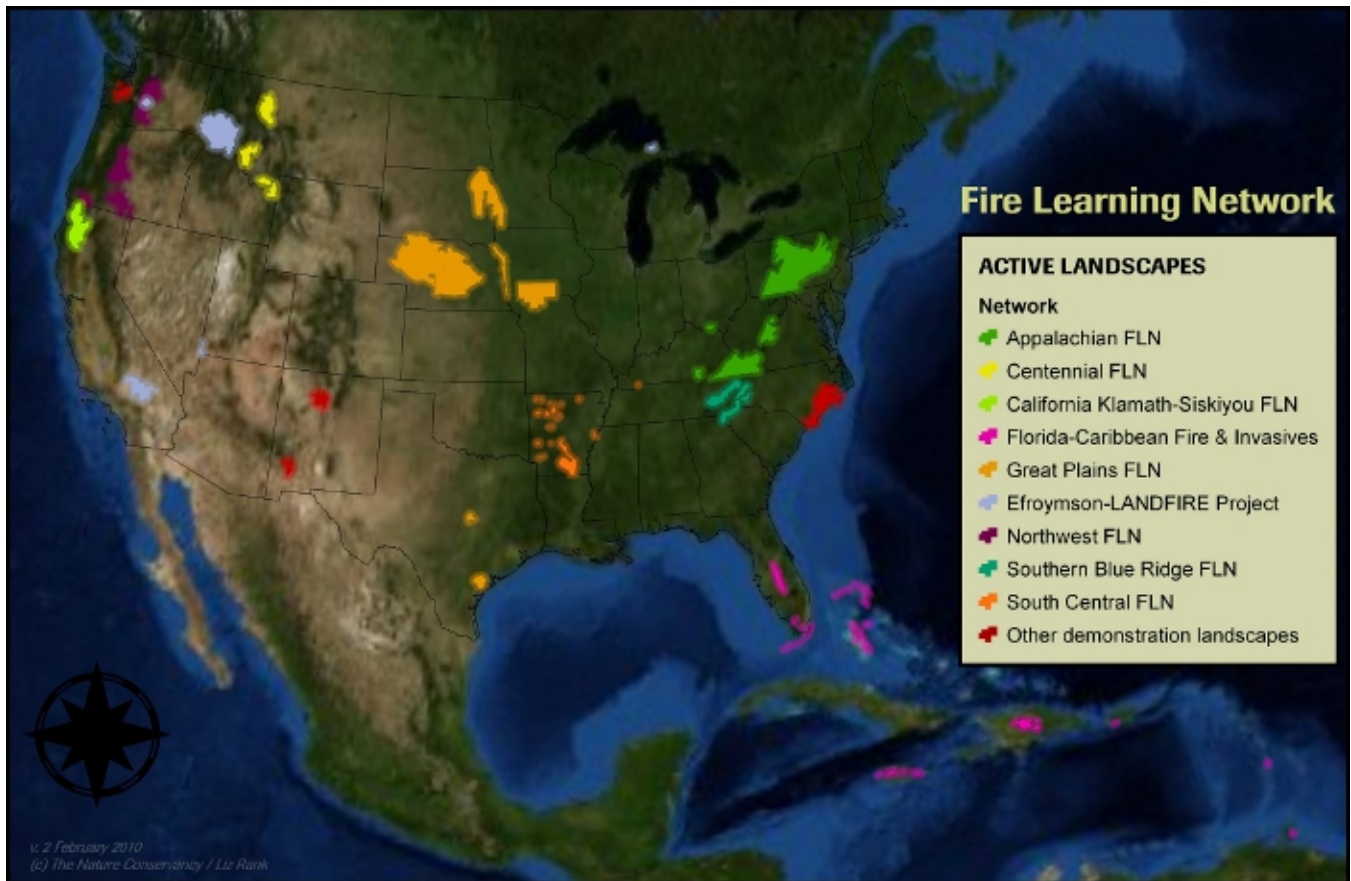 Fire Learning Network
ACTIVE LANDSCAPES
Network
Appalachian FLN
Centennial FLN
California Klamath-Siskiyou FLN
Florida-Caribbean Fire & Invasives
Great Plains FLN
Efroymson-LANDFIRE Project
Northwest FLN
Southern Blue Ridge FLN
South Central FLN
Other demonstration landscapes
v. 2 February 2010
(c) The Nature Conservancy / Liz Rank